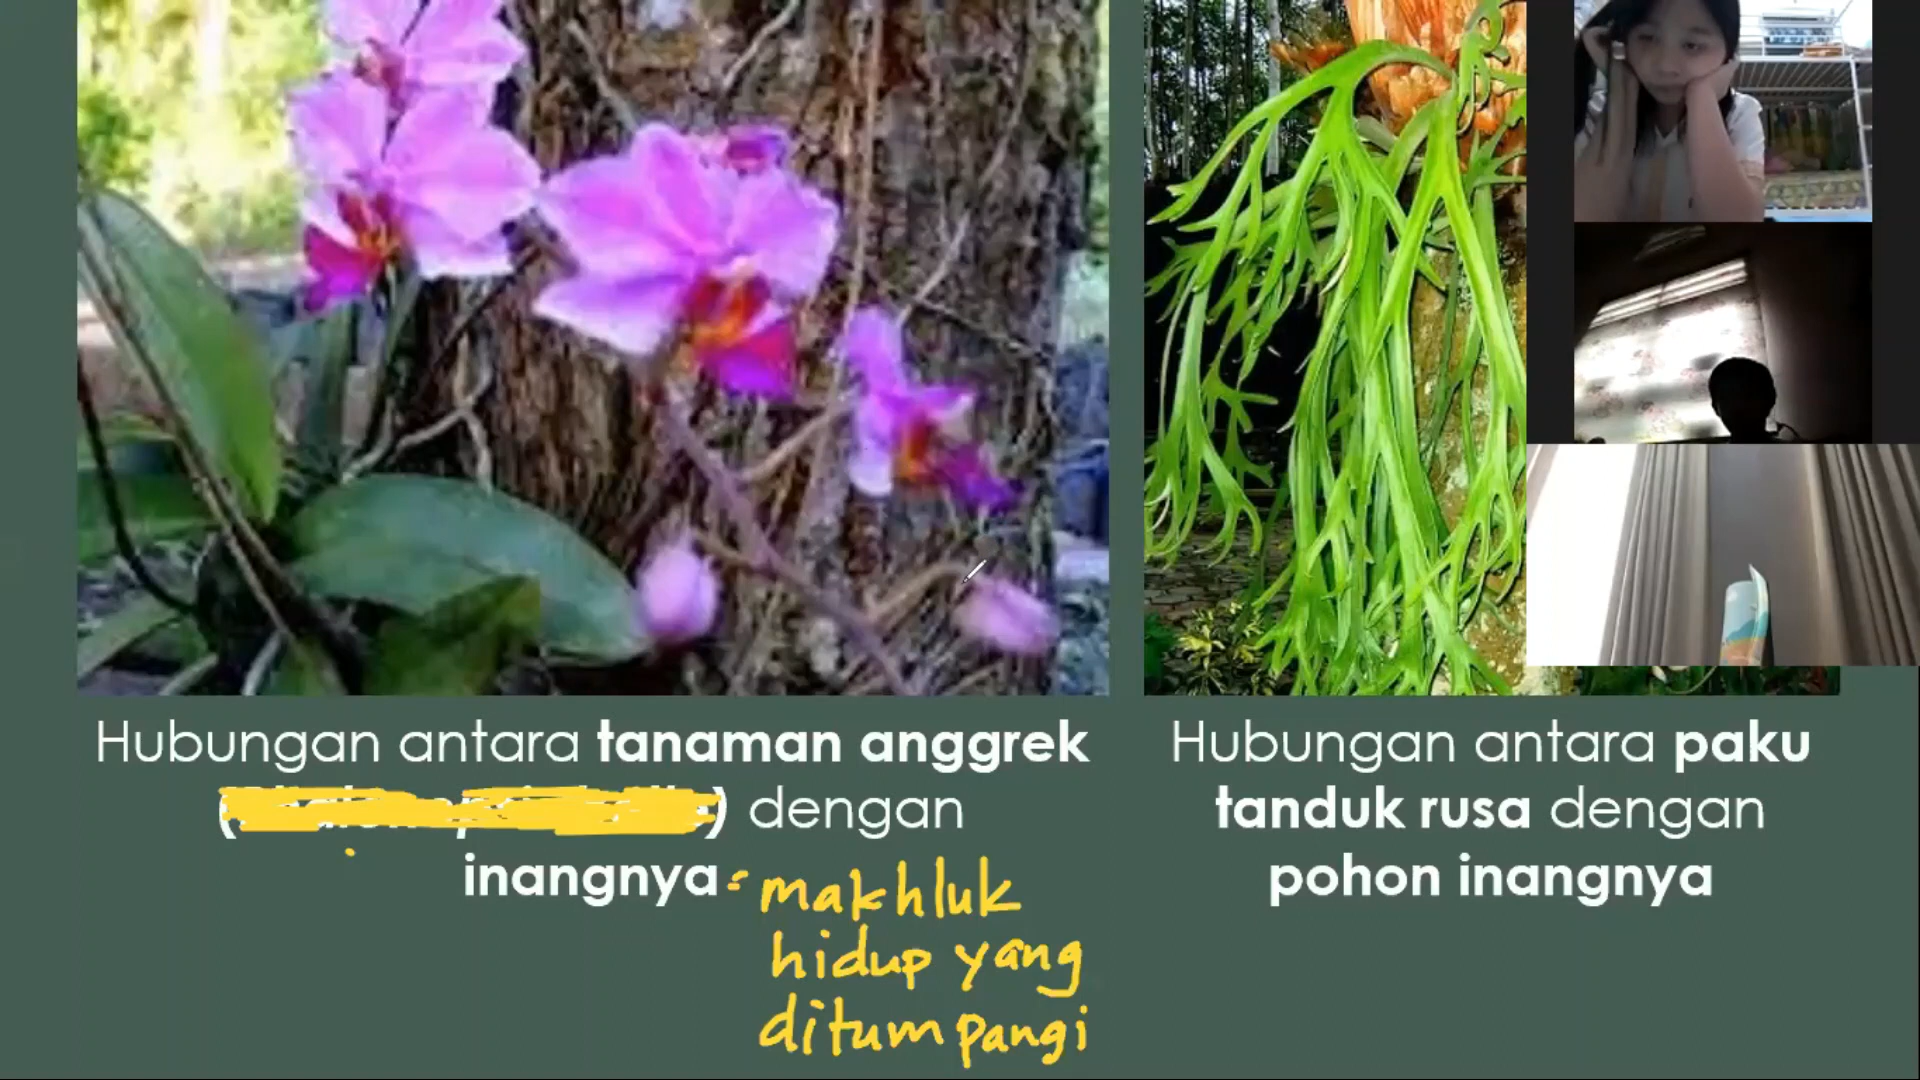 Hubungan antara tanaman anggrek
dengan
inangnya = makhluk
hidup yang
ditumpangi
Hubungan antara paku
tanduk rusa dengan
pohon inangnya